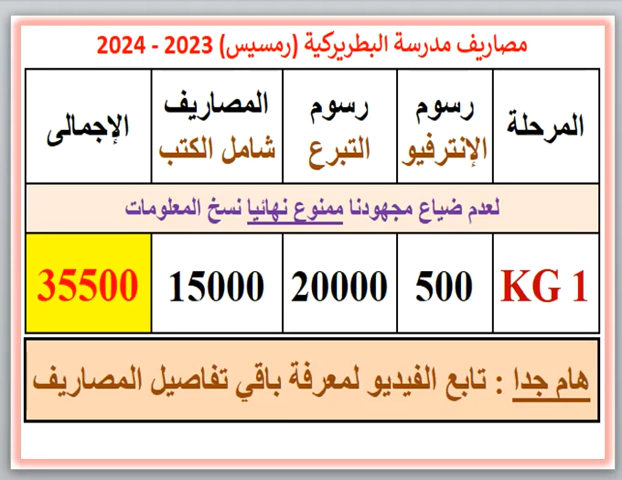 مصاريف مدرسة البطريركية (رمسيس) 2023 - 2024
المرحلة
رسوم الإنترفيو
رسوم التبرع
المصاريف شامل الكتب
الإجمالى
لعدم ضياع مجهودنا ممنوع نهائيا نسخ المعلومات
KG 1 500 20000 15000 35500
هام جدا : تابع الفيديو لمعرفة باقي تفاصيل المصاريف